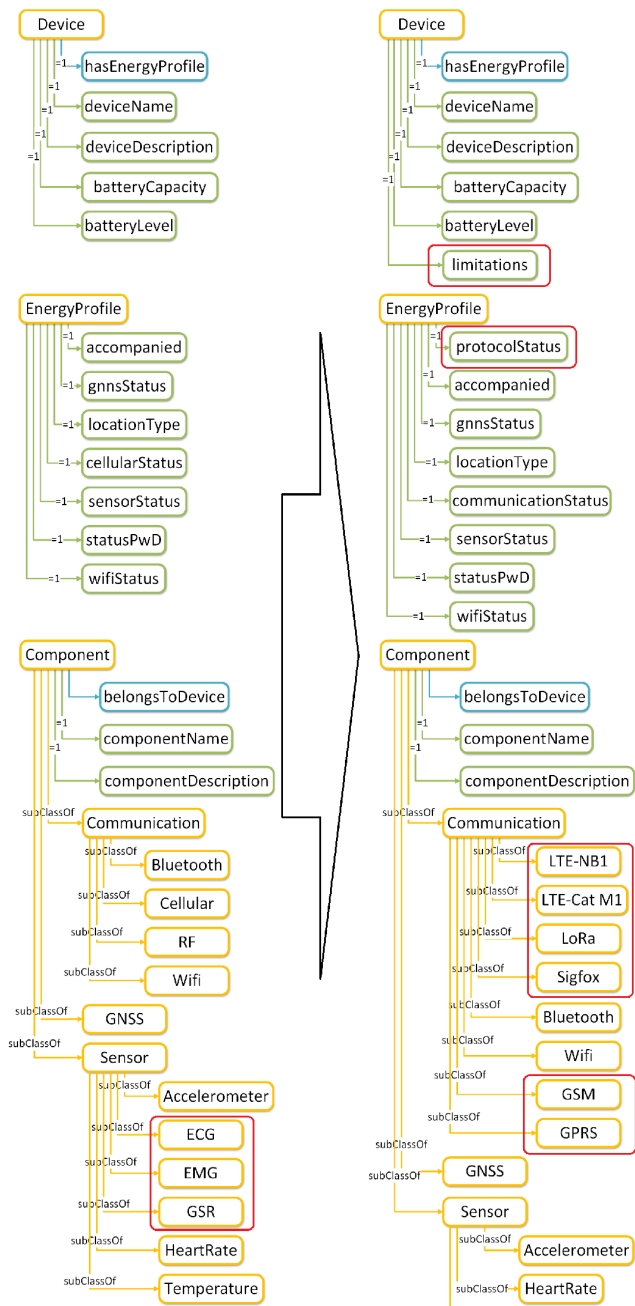 Device
=1
hasEnergyProfile
deviceName
=1
deviceDescription
=1
batteryCapacity
=1
batteryLevel
EnergyProfile
=1
accompanied
=1
gnnsStatus
=1
locationType
=1
cellularStatus
=1
sensorStatus
=1
statusPwD
=1
wifiStatus
Component
belongsToDevice
=1
componentName
=1
componentDescription
subClassOf
Communication
subClassOf
Bluetooth
subClassOf
Cellular
subClassOf
RF
subClassOf
Wifi
subClassOf
GNSS
subClassOf
Sensor
subClassOf
Accelerometer
subClassOf
ECG
subClassOf
EMG
subClassOf
GSR
subClassOf
HeartRate
subClassOf
Temperature
Device
=1
hasEnergyProfile
deviceName
=1
deviceDescription
=1
batteryCapacity
=1
=1
batteryLevel
limitations
EnergyProfile
=1
protocolStatus
=1
accompanied
=1
gnnsStatus
=1
locationType
=1
communicationStatus
=1
sensorStatus
=1
statusPwD
=1
wifiStatus
Component
belongsToDevice
=1
componentName
=1
componentDescription
subClassOf
Communication
subClassOf
LTE-NB1
subClassOf
LTE-Cat M1
subClassOf
LoRa
subClassOf
Sigfox
subClassOf
Bluetooth
subClassOf
Wifi
subClassOf
GSM
subClassOf
GPRS
subClassOf
GNSS
subClassOf
Sensor
subClassOf
Accelerometer
subClassOf
HeartRate